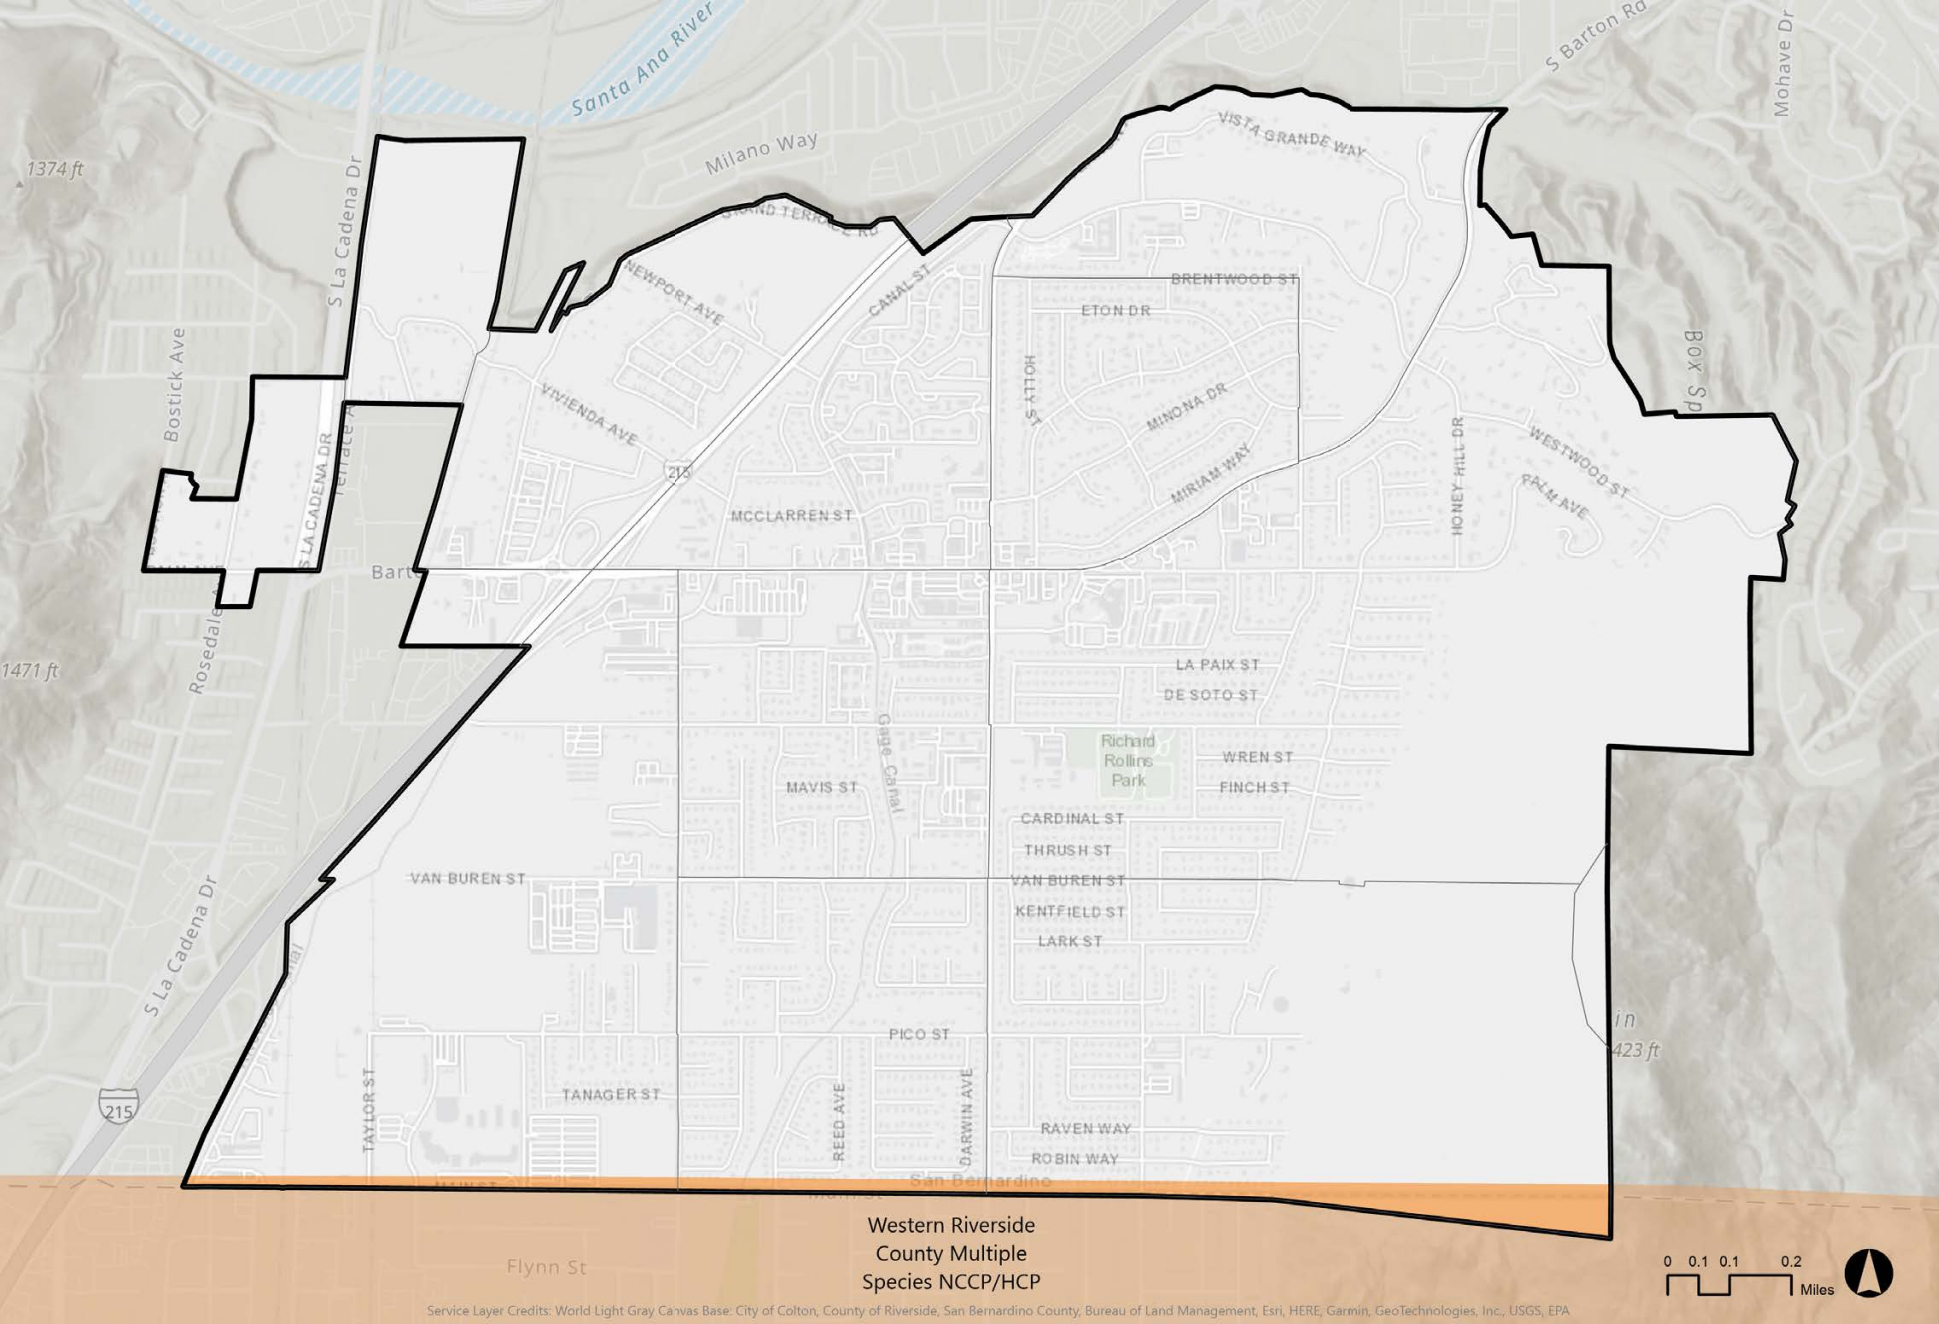 S Barton Rd
Mohave Dr
Santa Ana River
1374 ft
Milano Way
VISTA GRANDE WAY
S La Cadena Dr
GRAND TERRACE RD
NEWPORT AVE
CANAL ST
BRENTWOOD ST
ETON DR
Bostick Ave
HOLLY ST
Box Sp
VIVIENDA AVE
MINONA DR
Terrace A
S LA CADENA DR
215
MIRIAM WAY
HONEY HILL DR
WESTWOOD ST
PALM AVE
MCCLARREN ST
Barto
Rosedale A
1471 ft
LA PAIX ST
DE SOTO ST
Gage Canal
Richard
Rollins
Park
WREN ST
FINCH ST
MAVIS ST
CARDINAL ST
THRUSH ST
VAN BUREN ST
VAN BUREN ST
KENTFIELD ST
LARK ST
S La Cadena Dr
nal
in
423 ft
PICO ST
215
TAYLOR ST
TANAGER ST
REED AVE
DARWIN AVE
RAVEN WAY
ROBIN WAY
MAIN ST
San Bernardino
Main St
Western Riverside
County Multiple
Species NCCP/HCP
Flynn St
0 0.1 0.1 0.2
Miles
Service Layer Credits: World Light Gray Canvas Base: City of Colton, County of Riverside, San Bernardino County, Bureau of Land Management, Esri, HERE, Garmin, GeoTechnologies, Inc., USGS, EPA